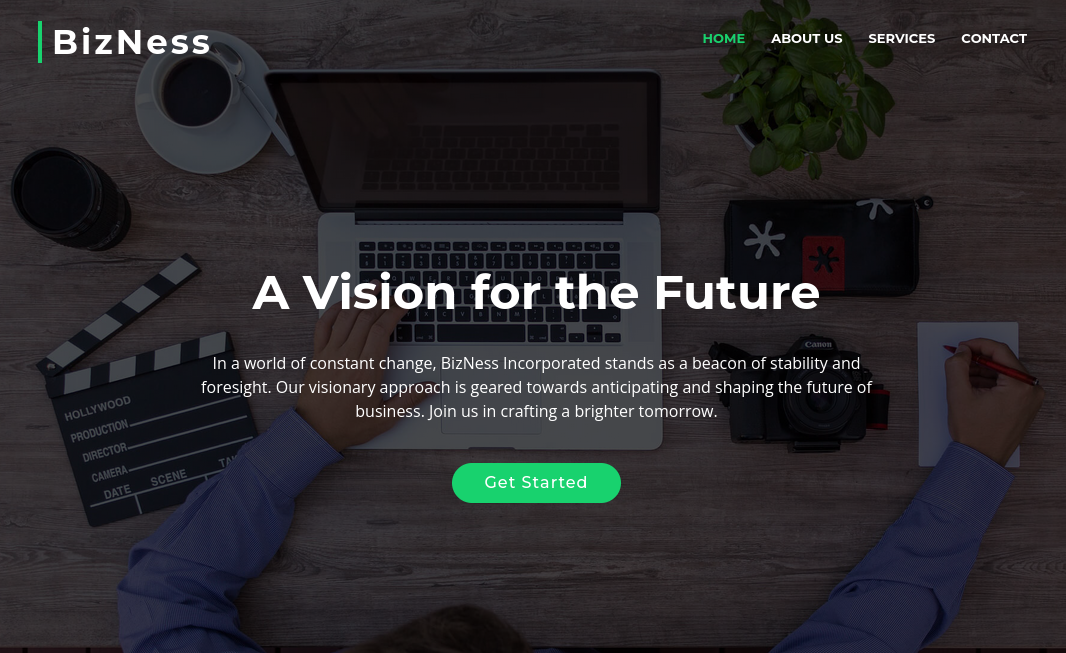 BizNess
HOME ABOUT US SERVICES CONTACT
A Vision for the Future
In a world of constant change, BizNess Incorporated stands as a beacon of stability and
foresight. Our visionary approach is geared towards anticipating and shaping the future of
business. Join us in crafting a brighter tomorrow.
Get Started
Canon
HOLLYWOOD
PRODUCTION
DIRECTOR
CAMERA
DATE SCENE